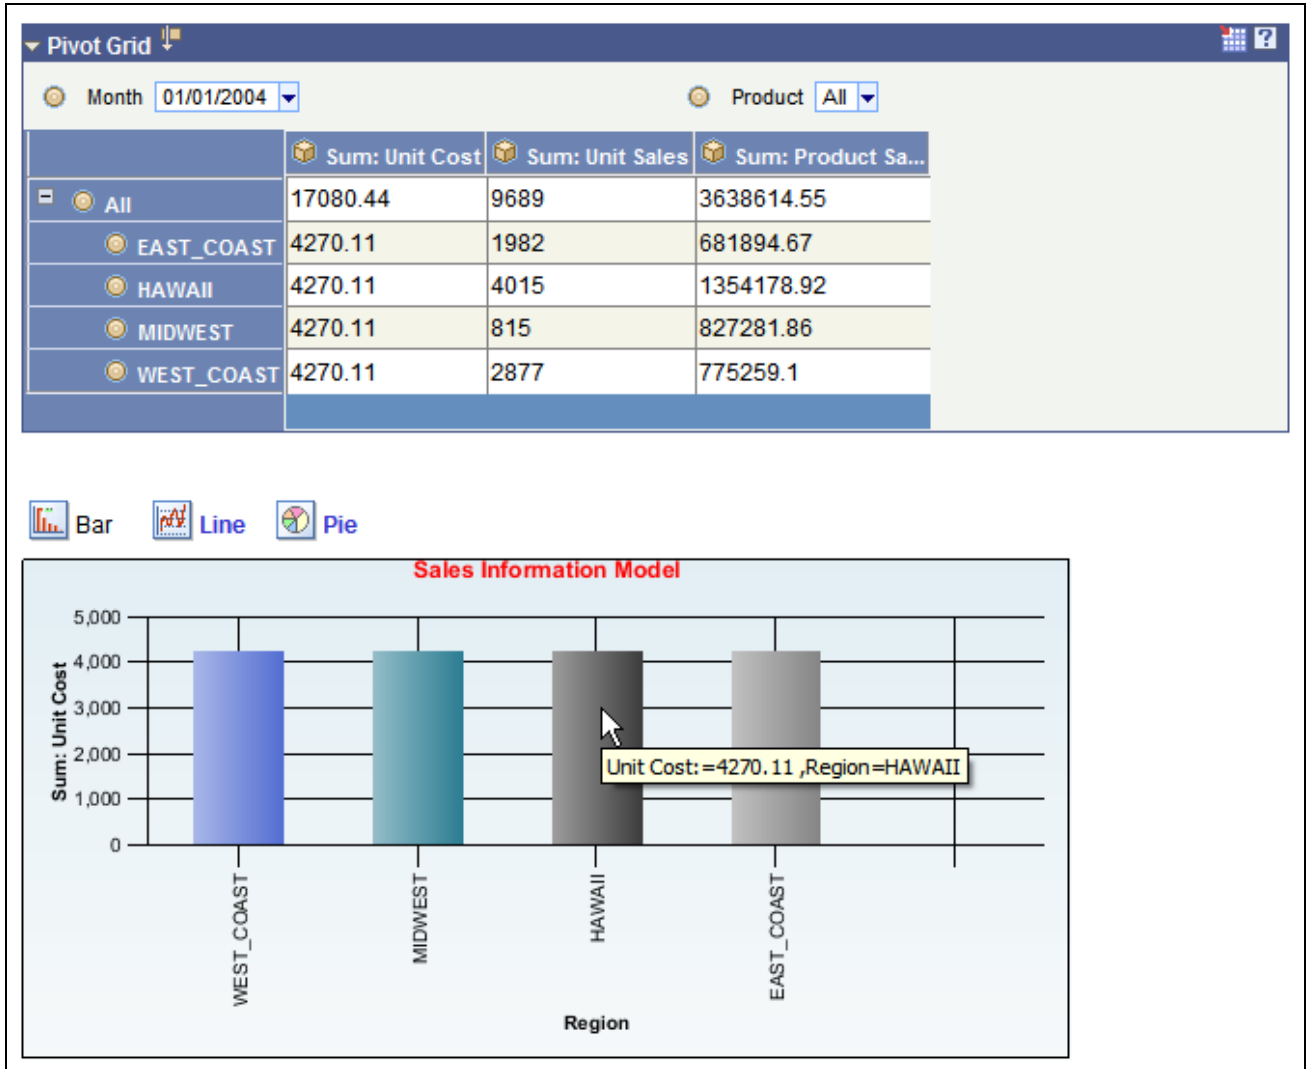 Pivot Grid
Month 01/01/2004 Product All
Sum: Unit Cost Sum: Unit Sales Sum: Product Sa...
All 17080.44 9689 3638614.55
EAST_COAST 4270.11 1982 681894.67
HAWAII 4270.11 4015 1354178.92
MIDWEST 4270.11 815 827281.86
WEST_COAST 4270.11 2877 775259.1
Bar Line Pie
Sales Information Model
Sum: Unit Cost
5,000
4,000
3,000
2,000
1,000
0
Unit Cost:=4270.11 ,Region=HAWAII
WEST_COAST
MIDWEST
HAWAII
EAST_COAST
Region